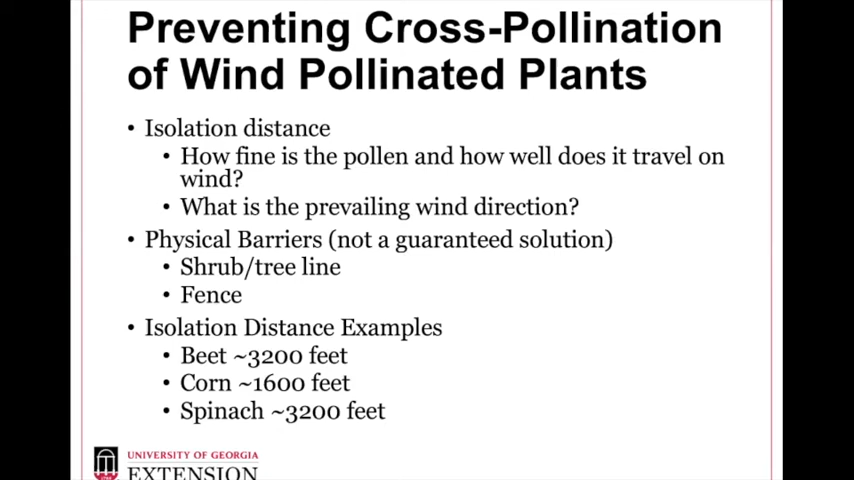 Preventing Cross-Pollination
of Wind Pollinated Plants
• Isolation distance
• How fine is the pollen and how well does it travel on
wind?
• What is the prevailing wind direction?
• Physical Barriers (not a guaranteed solution)
• Shrub/tree line
• Fence
• Isolation Distance Examples
• Beet ~3200 feet
• Corn ~1600 feet
• Spinach ~3200 feet
UNIVERSITY OF GEORGIA
EXTENSION